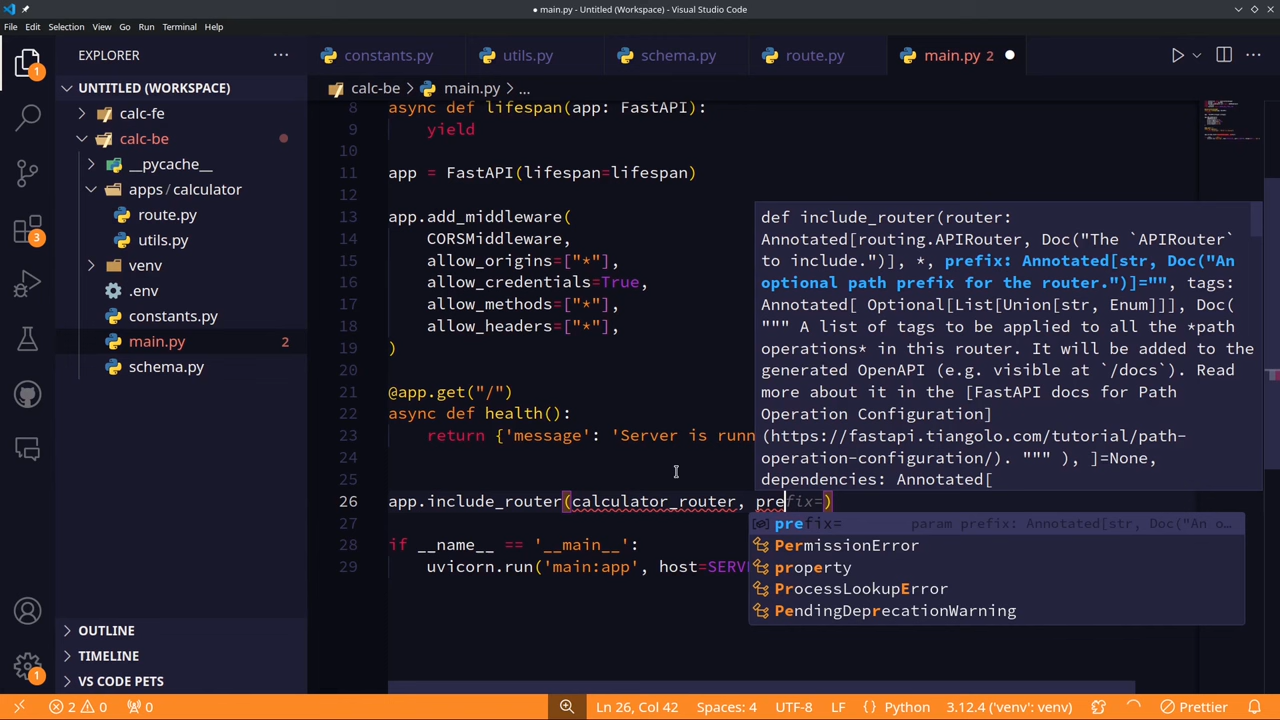 ● main.py - Untitled (Workspace) - Visual Studio Code
File Edit Selection View Go Run Terminal Help
EXPLORER
constants.py
utils.py
schema.py
route.py
main.py 2
1
UNTITLED (WORKSPACE)
calc-be > main.py > ...
calc-fe
calc-be
__pycache__
apps / calculator
route.py
utils.py
venv
.env
constants.py
main.py 2
schema.py
3
8 async def lifespan(app: FastAPI):
9 yield
10
11 app = FastAPI(lifespan=lifespan)
12
13 app.add_middleware(
14 CORSMiddleware,
15 allow_origins=["*"],
16 allow_credentials=True,
17 allow_methods=["*"],
18 allow_headers=["*"],
19 )
20
21 @app.get("/")
22 async def health():
23 return {'message': 'Server is runn
24
25
26 app.include_router(calculator_router, prefix=)
27
28 if __name__ == '__main__':
29 uvicorn.run('main:app', host=SERV
def include_router(router:
Annotated[routing.APIRouter, Doc("The `APIRouter`
to include.")], *, prefix: Annotated[str, Doc("An
optional path prefix for the router.")]="", tags:
Annotated[ Optional[List[Union[str, Enum]]], Doc(
""" A list of tags to be applied to all the *path
operations* in this router. It will be added to the
generated OpenAPI (e.g. visible at `/docs`). Read
more about it in the [FastAPI docs for Path
Operation Configuration]
(https://fastapi.tiangolo.com/tutorial/path-
operation-configuration/). """ ), ]=None,
dependencies: Annotated[
prefix= param prefix: Annotated[str, Doc("An o...
PermissionError
property
ProcessLookupError
PendingDeprecationWarning
OUTLINE
TIMELINE
VS CODE PETS
1
2 0 0 Ln 26, Col 42 Spaces: 4 UTF-8 LF {} Python 3.12.4 ('venv': venv) Prettier